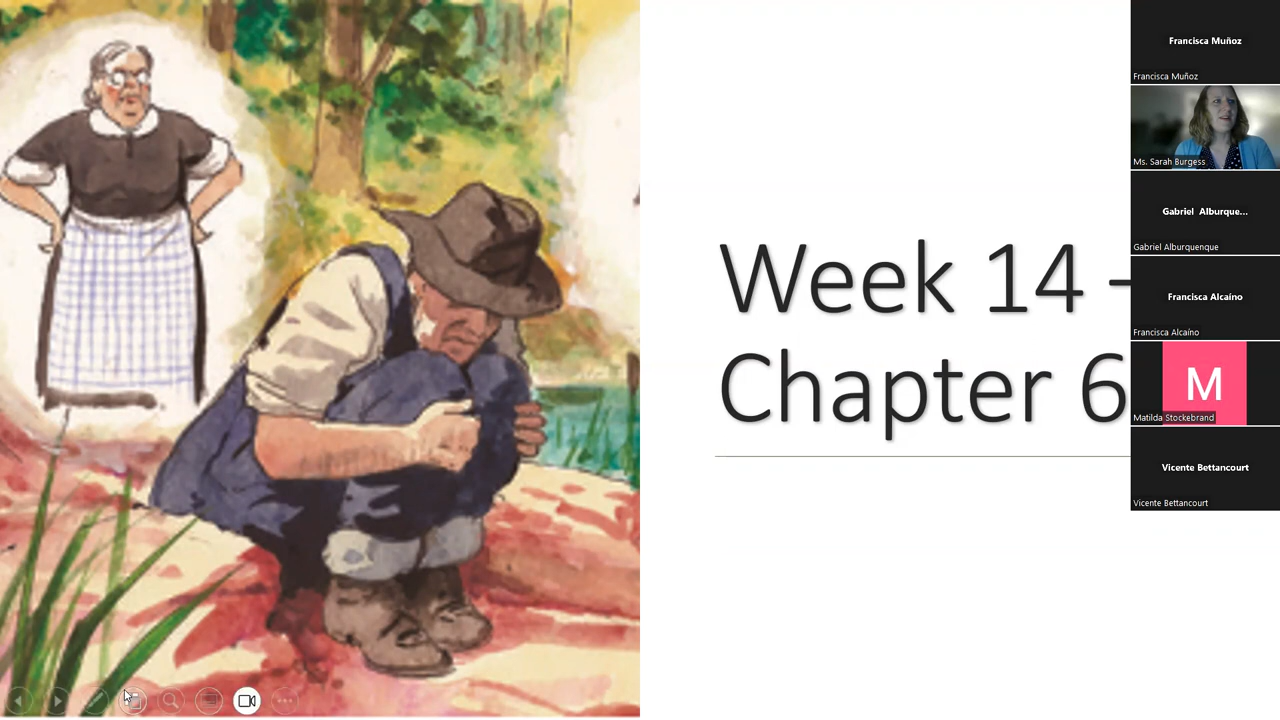 Week 14 -
Chapter 6
Francisca Muñoz
Francisca Muñoz
Ms. Sarah Burgess
Gabriel Alburque...
Gabriel Alburquenque
Francisca Alcaíno
Francisca Alcaíno
M
Matilda Stockebrand
Vicente Bettancourt
Vicente Bettancourt